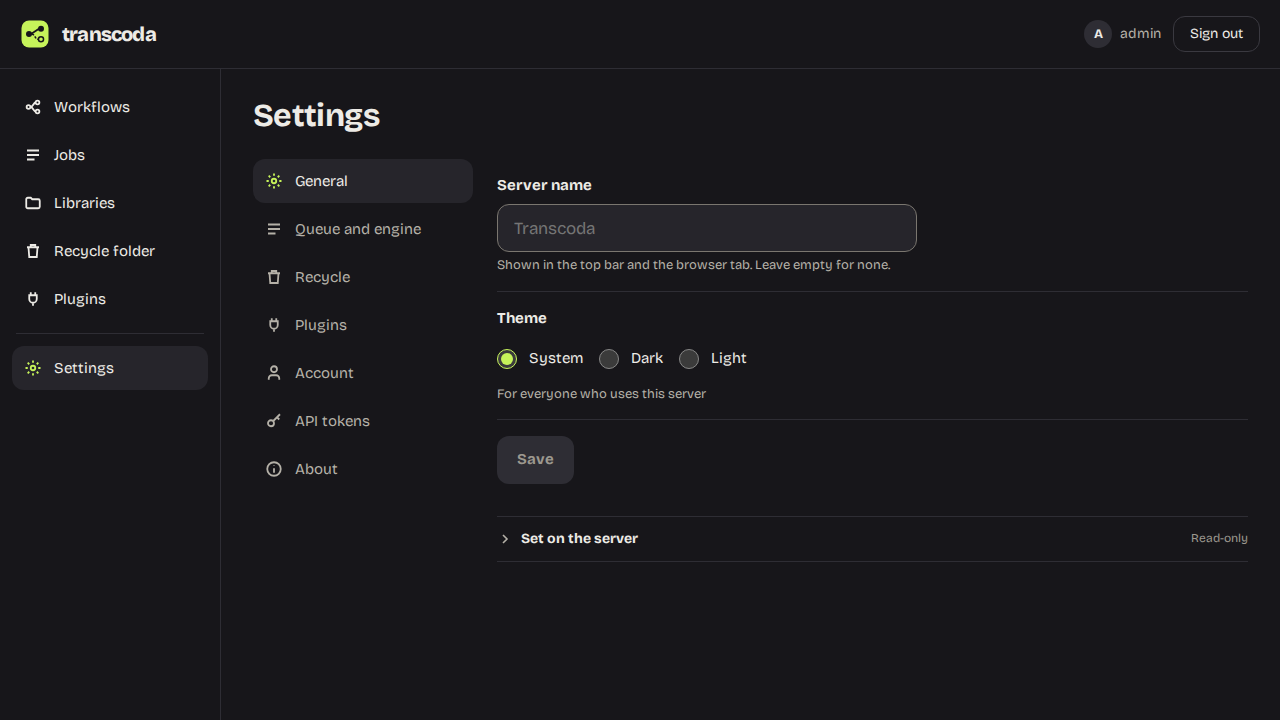 transcoda
A admin Sign out
Workflows
Jobs
Libraries
Recycle folder
Plugins
Settings
Settings
General
Queue and engine
Recycle
Plugins
Account
API tokens
About
Server name
Transcoda
Shown in the top bar and the browser tab. Leave empty for none.
Theme
System Dark Light
For everyone who uses this server
Save
Set on the server Read-only